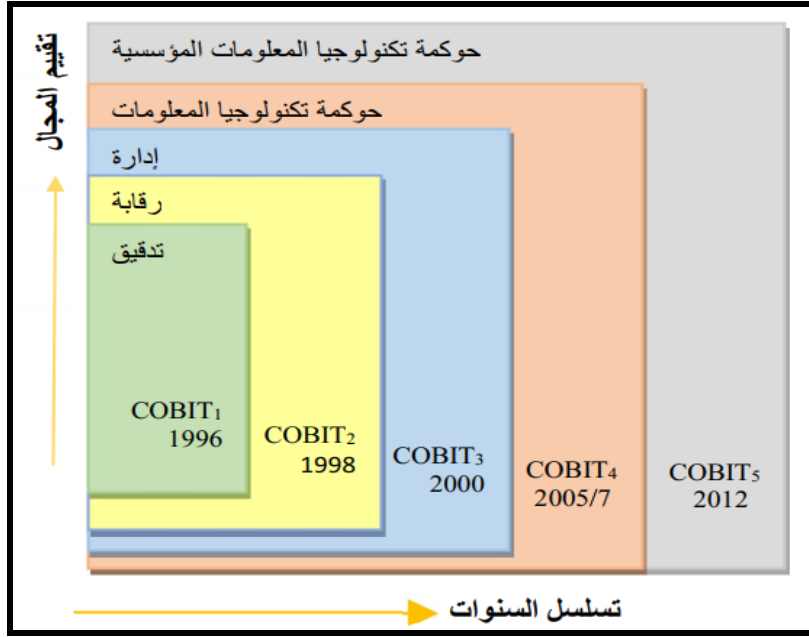 تقييم المجال
حوكمة تكنولوجيا المعلومات المؤسسية
حوكمة تكنولوجيا المعلومات
إدارة
رقابة
تدقيق
COBIT₁
1996
COBIT₂
1998
COBIT₃
2000
COBIT₄
2005/7
COBIT₅
2012
تسلسل السنوات